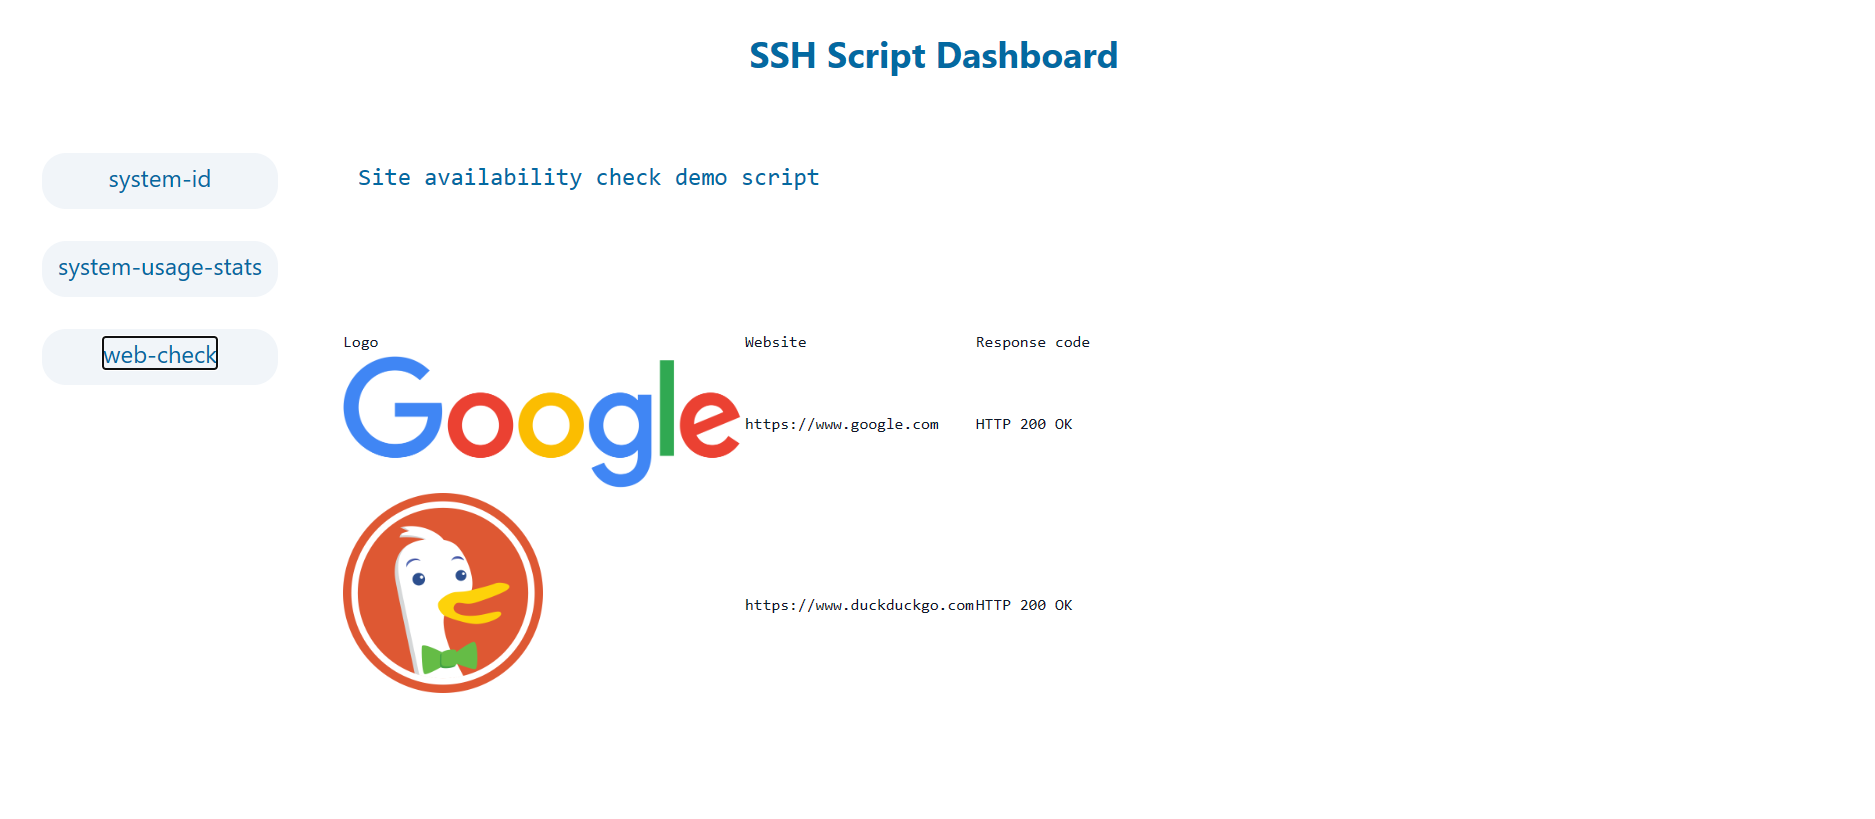 SSH Script Dashboard
system-id
Site availability check demo script
system-usage-stats
web-check
Logo Website Response code
Google https://www.google.com HTTP 200 OK
https://www.duckduckgo.com HTTP 200 OK